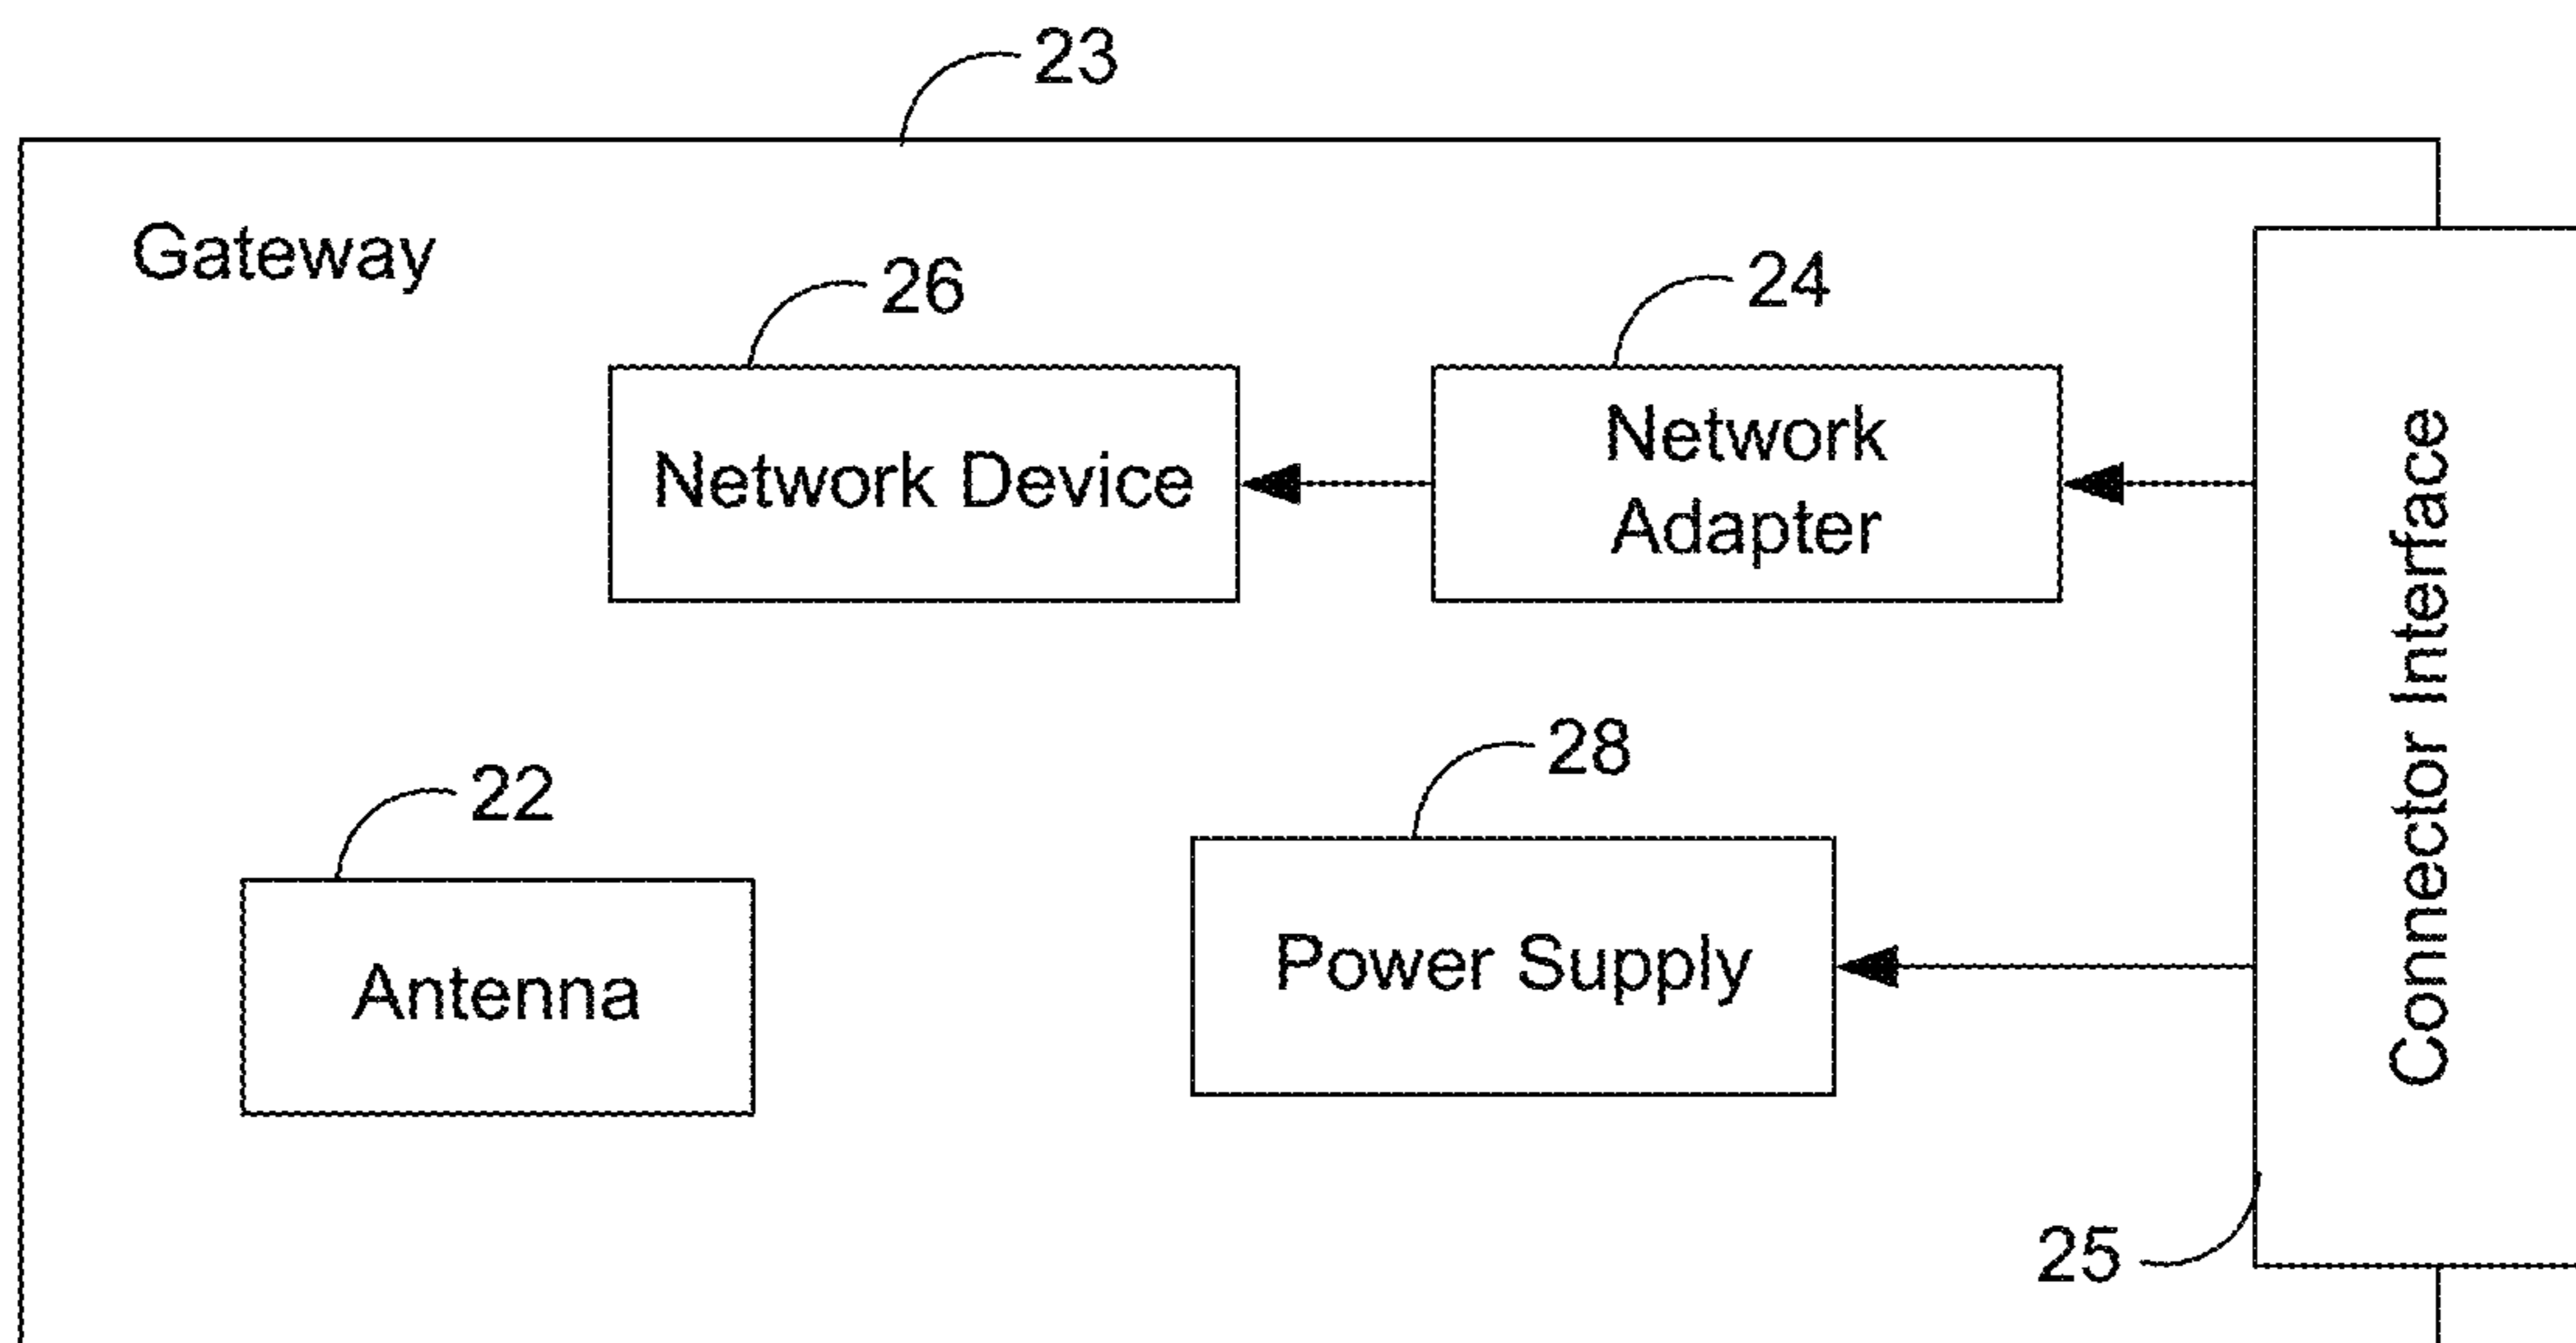 23
Gateway
26
24
Network Device
Network
Adapter
Connector Interface
28
22
Power Supply
Antenna
25